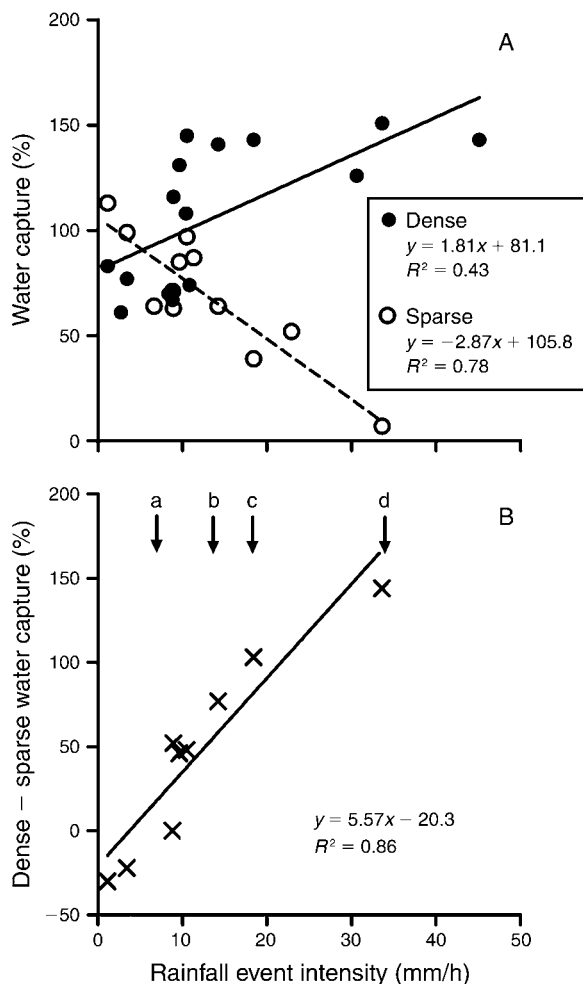 200
A
150
100
50
0
Water capture (%)
Dense
y = 1.81x + 81.1
R² = 0.43
Sparse
y = −2.87x + 105.8
R² = 0.78
200
a
b
c
d
B
150
100
50
0
−50
Dense − sparse water capture (%)
y = 5.57x − 20.3
R² = 0.86
0
10
20
30
40
50
Rainfall event intensity (mm/h)